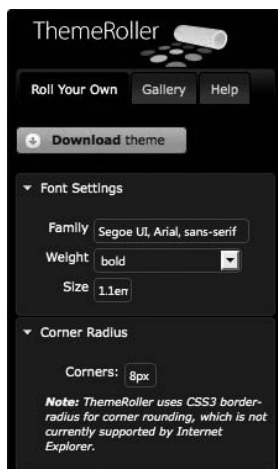 ThemeRoller
Roll Your Own Gallery Help
Download theme
Font Settings
Family Segoe UI, Arial, sans-serif
Weight bold
Size 1.1em
Corner Radius
Corners: 8px
Note: ThemeRoller uses CSS3 border-
radius for corner rounding, which is not
currently supported by Internet
Explorer.